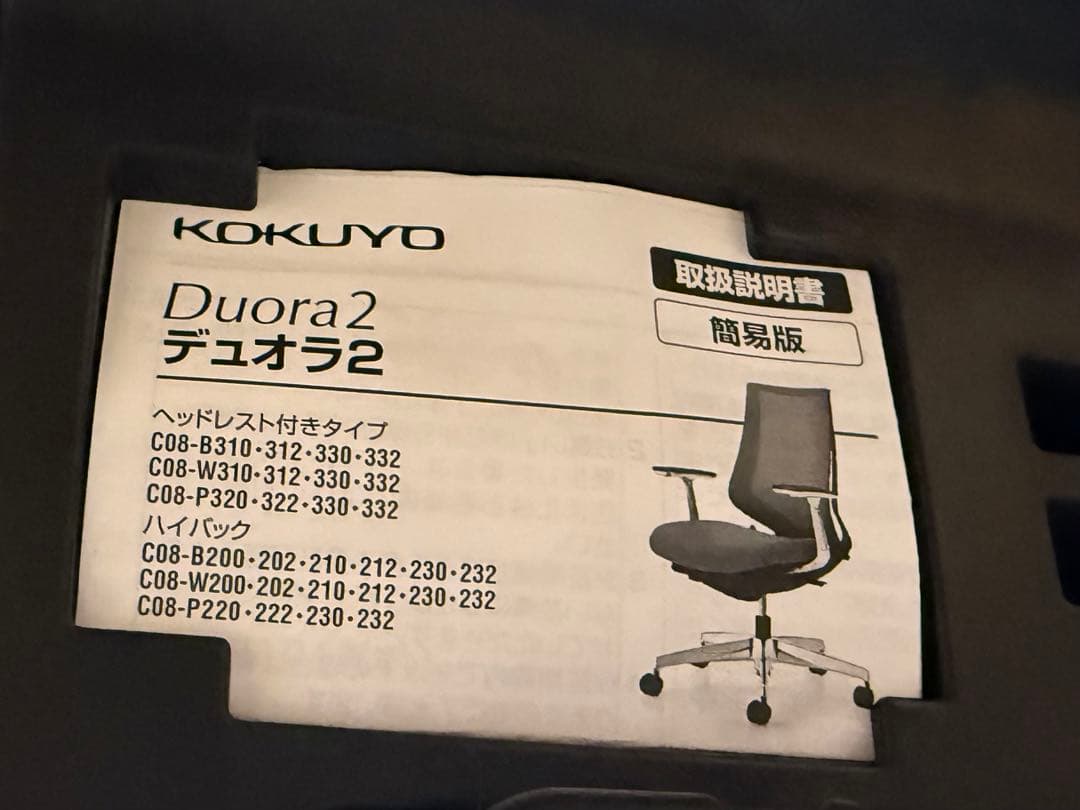 KOKUYO
取扱説明書
簡易版
Duora2
デュオラ2
ヘッドレスト付きタイプ
C08-B310・312・330・332
C08-W310・312・330・332
C08-P320・322・330・332
ハイバック
C08-B200・202・210・212・230・232
C08-W200・202・210・212・230・232
C08-P220・222・230・232